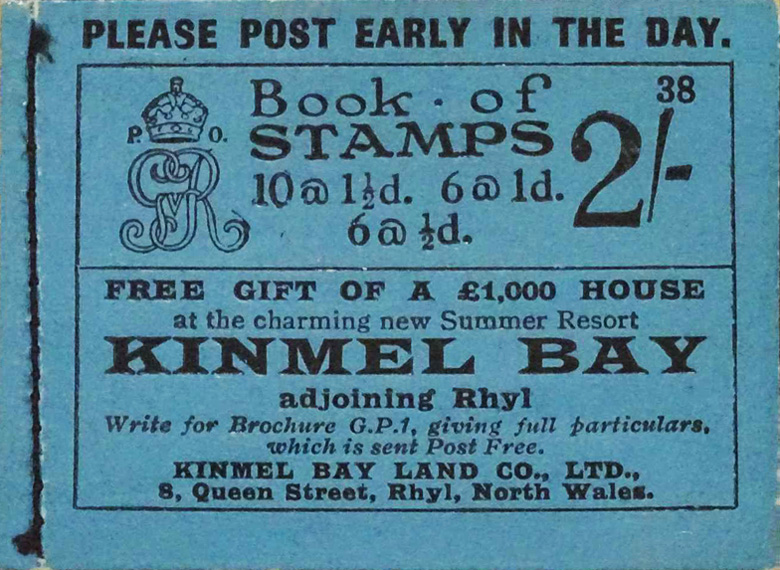 PLEASE POST EARLY IN THE DAY.
38
P. O.
GvR
Book · of
STAMPS
10 @ 1½d. 6 @ 1d.
6 @ ½d.
2/-
FREE GIFT OF A £1,000 HOUSE
at the charming new Summer Resort
KINMEL BAY
adjoining Rhyl
Write for Brochure G.P.1, giving full particulars,
which is sent Post Free.
KINMEL BAY LAND CO., LTD.,
8, Queen Street, Rhyl, North Wales.